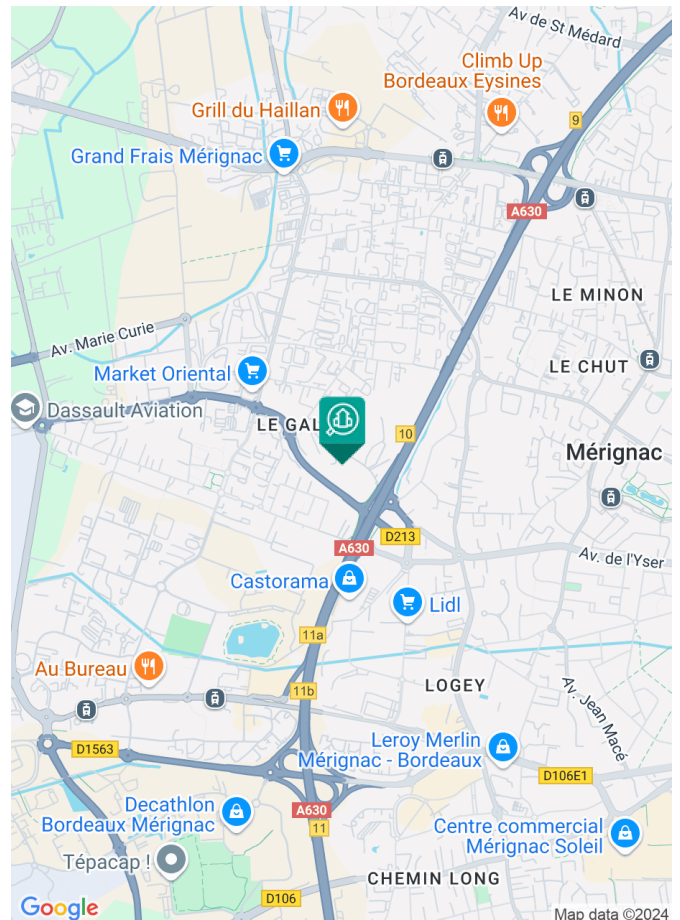 Av de St Médard
Climb Up
Bordeaux Eysines
Grill du Haillan
9
Grand Frais Mérignac
A630
LE MINON
Av. Marie Curie
LE CHUT
Market Oriental
Dassault Aviation
LE GAL
10
Mérignac
D213
A630
Av. de l'Yser
Castorama
Lidl
11a
Au Bureau
LOGEY
11b
Av. Jean Macé
Leroy Merlin
Mérignac - Bordeaux
D1563
D106E1
Decathlon
Bordeaux Mérignac
A630
11
Centre commercial
Mérignac Soleil
Tépacap !
CHEMIN LONG
D106
Google
Map data ©2024